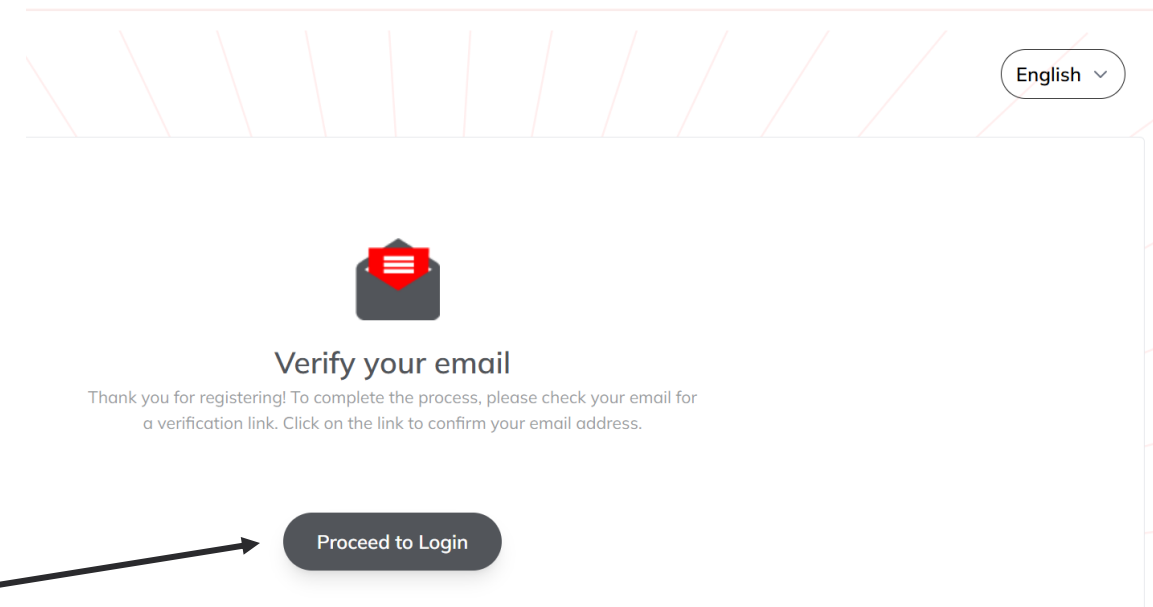 English
Verify your email
Thank you for registering! To complete the process, please check your email for
a verification link. Click on the link to confirm your email address.
Proceed to Login